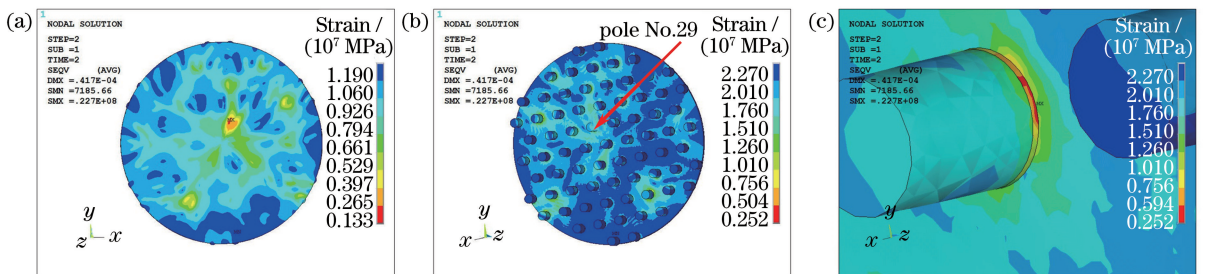 (a)
1
NODAL SOLUTION
STEP=2
SUB =1
TIME=2
SEQV (AVG)
DMX =.417E-04
SMN =7185.66
SMX =.227E+08
Strain /
(10⁷ MPa)
1.190
1.060
0.926
0.794
0.661
0.529
0.397
0.265
0.133
MX
y
z x
(b)
1
NODAL SOLUTION
STEP=2
SUB =1
TIME=2
SEQV (AVG)
DMX =.417E-04
SMN =7185.66
SMX =.227E+08
pole No.29
Strain /
(10⁷ MPa)
2.270
2.010
1.760
1.510
1.260
1.010
0.756
0.504
0.252
y
x z
(c)
NODAL SOLUTION
STEP=2
SUB =1
TIME=2
SEQV (AVG)
DMX =.417E-04
SMN =7185.66
SMX =.227E+08
Strain /
(10⁷ MPa)
2.270
2.010
1.760
1.510
1.260
1.010
0.756
0.594
0.252
MX
y
x z